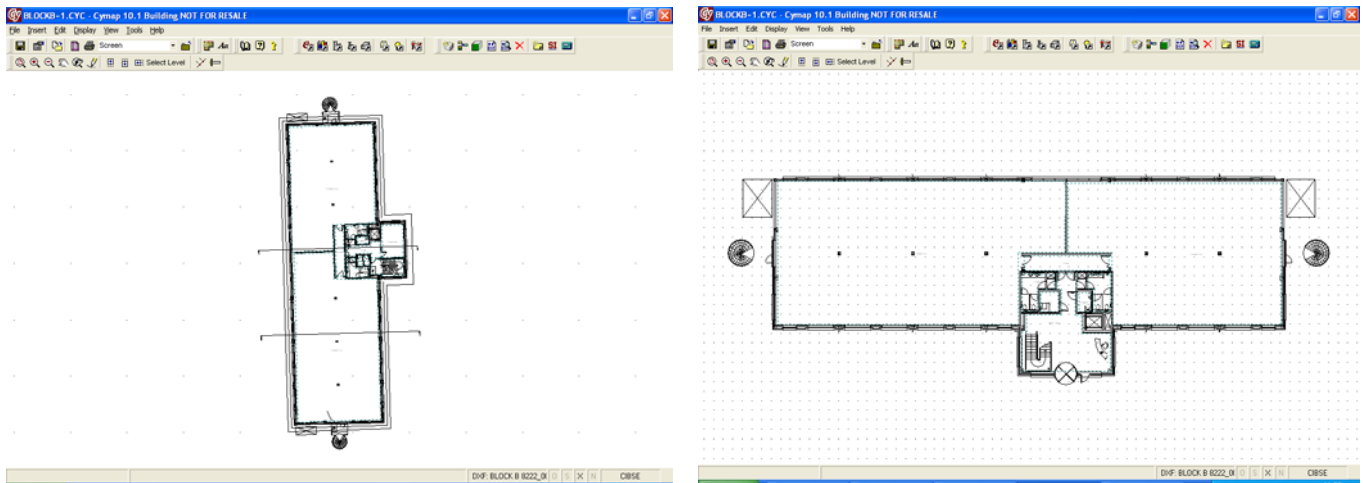 BLOCKB-1.CYC - Cymap 10.1 Building NOT FOR RESALE
File Insert Edit Display View Tools Help
Screen
Select Level
DXF: BLOCK B 8222_0( O S X N CIBSE
BLOCKB-1.CYC - Cymap 10.1 Building NOT FOR RESALE
File Insert Edit Display View Tools Help
Screen
Select Level
DXF: BLOCK B 8222_0( O S X N CIBSE